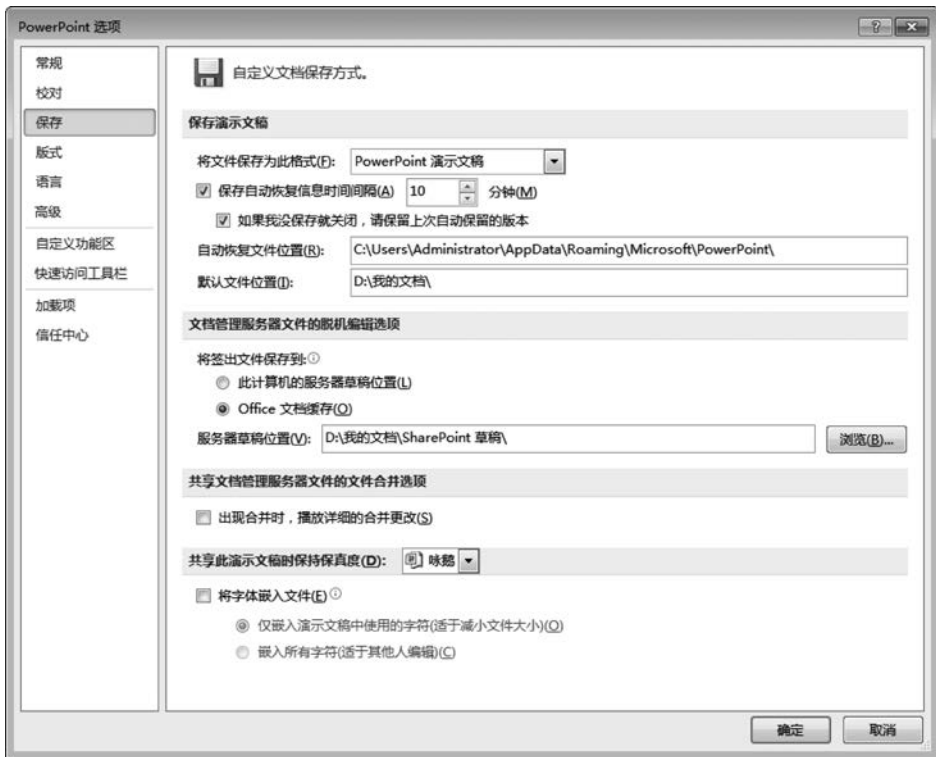 PowerPoint 选项
常规
校对
保存
版式
语言
高级
自定义功能区
快速访问工具栏
加载项
信任中心
自定义文档保存方式。
保存演示文稿
将文件保存为此格式(F): PowerPoint 演示文稿
保存自动恢复信息时间间隔(A) 10 分钟(M)
如果我没保存就关闭，请保留上次自动保留的版本
自动恢复文件位置(R): C:\Users\Administrator\AppData\Roaming\Microsoft\PowerPoint\
默认文件位置(I): D:\我的文档\
文档管理服务器文件的脱机编辑选项
将签出文件保存到:
此计算机的服务器草稿位置(L)
Office 文档缓存(O)
服务器草稿位置(V): D:\我的文档\SharePoint 草稿\ 浏览(B)...
共享文档管理服务器文件的文件合并选项
出现合并时，播放详细的合并更改(S)
共享此演示文稿时保持保真度(D): 咏鹅
将字体嵌入文件(E)
仅嵌入演示文稿中使用的字符(适于减小文件大小)(O)
嵌入所有字符(适于其他人编辑)(C)
确定 取消